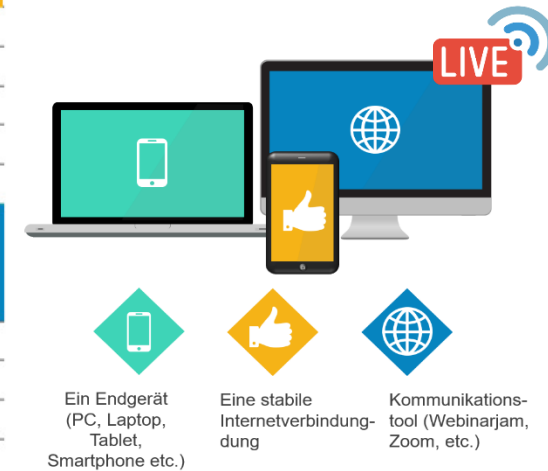 LIVE
Ein Endgerät
(PC, Laptop,
Tablet,
Smartphone etc.)
Eine stabile
Internetverbindung-
dung
Kommunikations-
tool (Webinarjam,
Zoom, etc.)